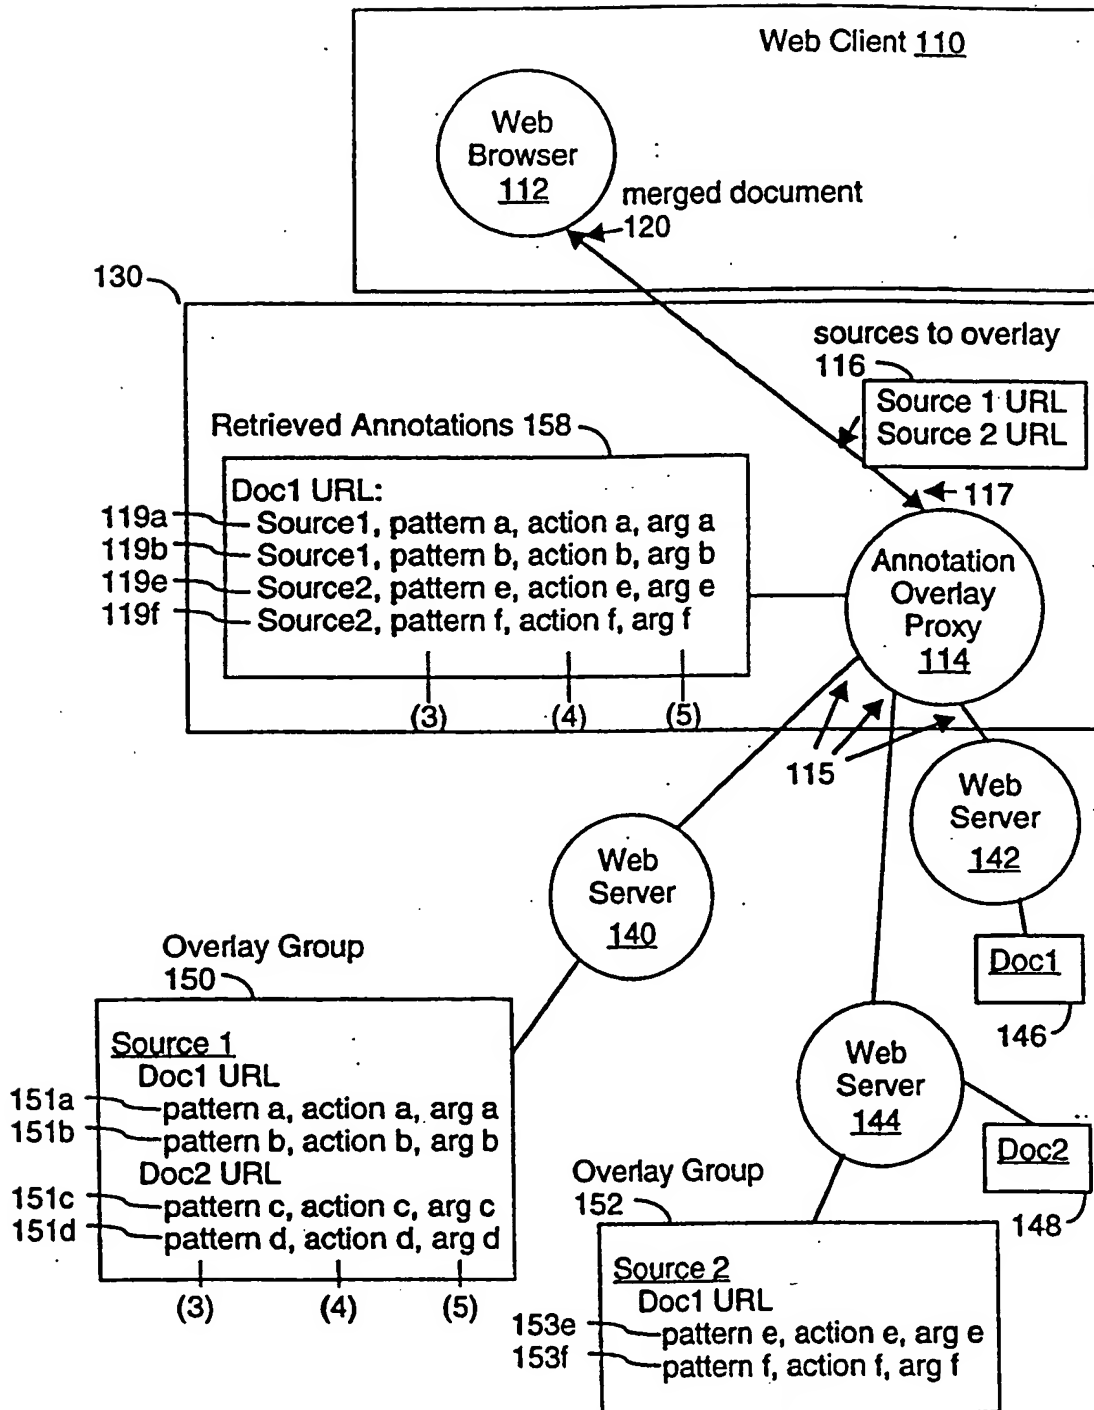 Web Client 110
Web
Browser
112
merged document
120
130
sources to overlay
116
Source 1 URL
Source 2 URL
Retrieved Annotations 158
117
Doc1 URL:
119a Source1, pattern a, action a, arg a
119b Source1, pattern b, action b, arg b
119e Source2, pattern e, action e, arg e
119f Source2, pattern f, action f, arg f
(3) (4) (5)
Annotation
Overlay
Proxy
114
115
Web
Server
142
Web
Server
140
Doc1
146
Overlay Group
150
Source 1
Doc1 URL
151a pattern a, action a, arg a
151b pattern b, action b, arg b
Doc2 URL
151c pattern c, action c, arg c
151d pattern d, action d, arg d
(3) (4) (5)
Web
Server
144
Doc2
148
Overlay Group
152
Source 2
Doc1 URL
153e pattern e, action e, arg e
153f pattern f, action f, arg f